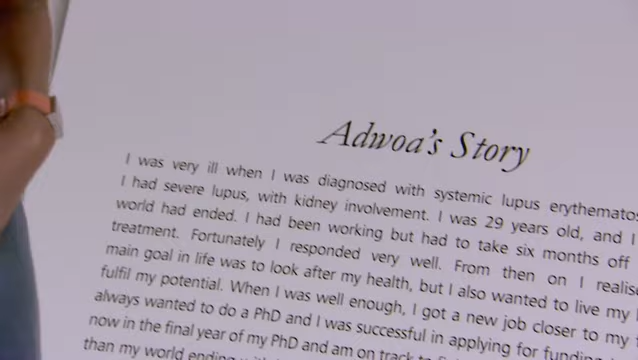 Adwoa's Story
I was very ill when I was diagnosed with systemic lupus
I had severe lupus, with kidney involvement. I was 29 years old, and I
world had ended. I had been working but had to take six months off
treatment. Fortunately I responded very well. From then on I
main goal in life was to look after my health, but I also wanted to live my
fulfil my potential. When I was well enough, I got a new job closer to my
always wanted to do a PhD and I was successful in applying for funding
now in the final year of my PhD and am on track to
than my world ending